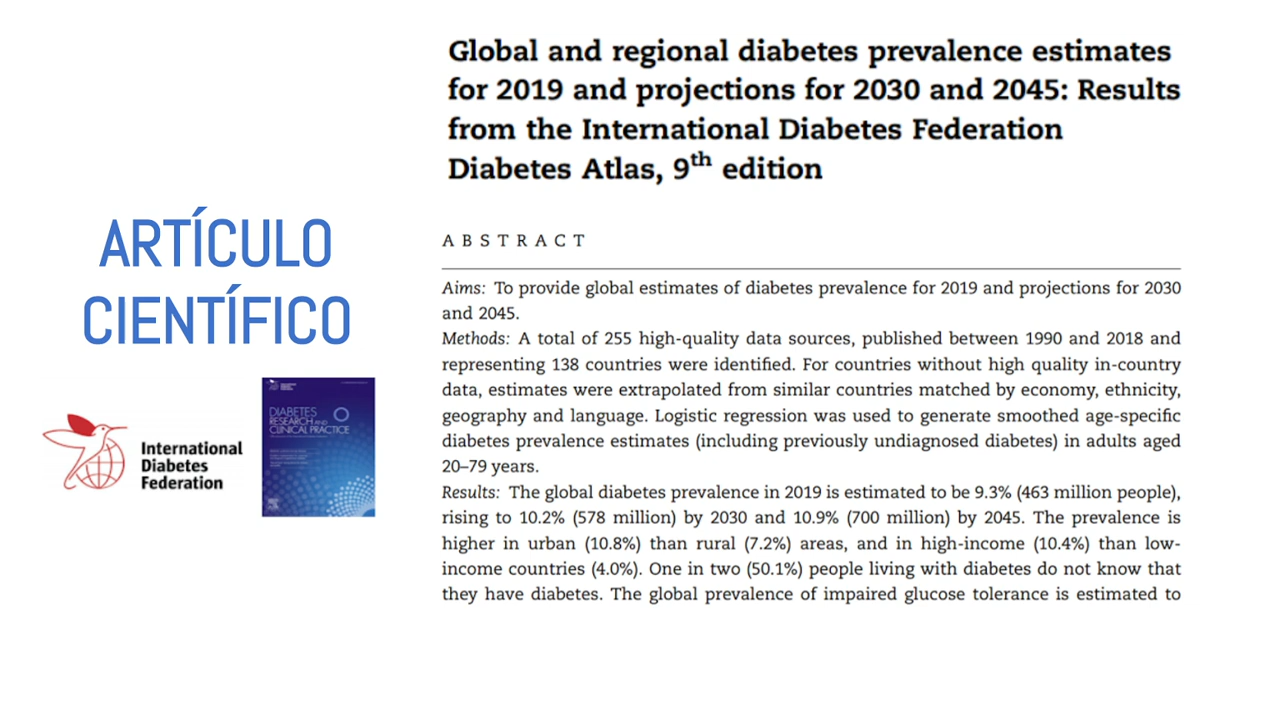 Global and regional diabetes prevalence estimates
for 2019 and projections for 2030 and 2045: Results
from the International Diabetes Federation
Diabetes Atlas, 9th edition
ARTÍCULO
CIENTÍFICO
International
Diabetes
Federation
DIABETES
RESEARCH AND
CLINICAL PRACTICE
ABSTRACT
Aims: To provide global estimates of diabetes prevalence for 2019 and projections for 2030
and 2045.
Methods: A total of 255 high-quality data sources, published between 1990 and 2018 and
representing 138 countries were identified. For countries without high quality in-country
data, estimates were extrapolated from similar countries matched by economy, ethnicity,
geography and language. Logistic regression was used to generate smoothed age-specific
diabetes prevalence estimates (including previously undiagnosed diabetes) in adults aged
20–79 years.
Results: The global diabetes prevalence in 2019 is estimated to be 9.3% (463 million people),
rising to 10.2% (578 million) by 2030 and 10.9% (700 million) by 2045. The prevalence is
higher in urban (10.8%) than rural (7.2%) areas, and in high-income (10.4%) than low-
income countries (4.0%). One in two (50.1%) people living with diabetes do not know that
they have diabetes. The global prevalence of impaired glucose tolerance is estimated to